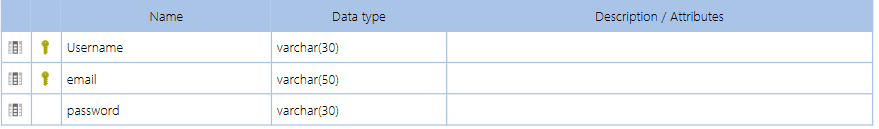 Name Data type Description / Attributes
Username varchar(30)
email varchar(50)
password varchar(30)